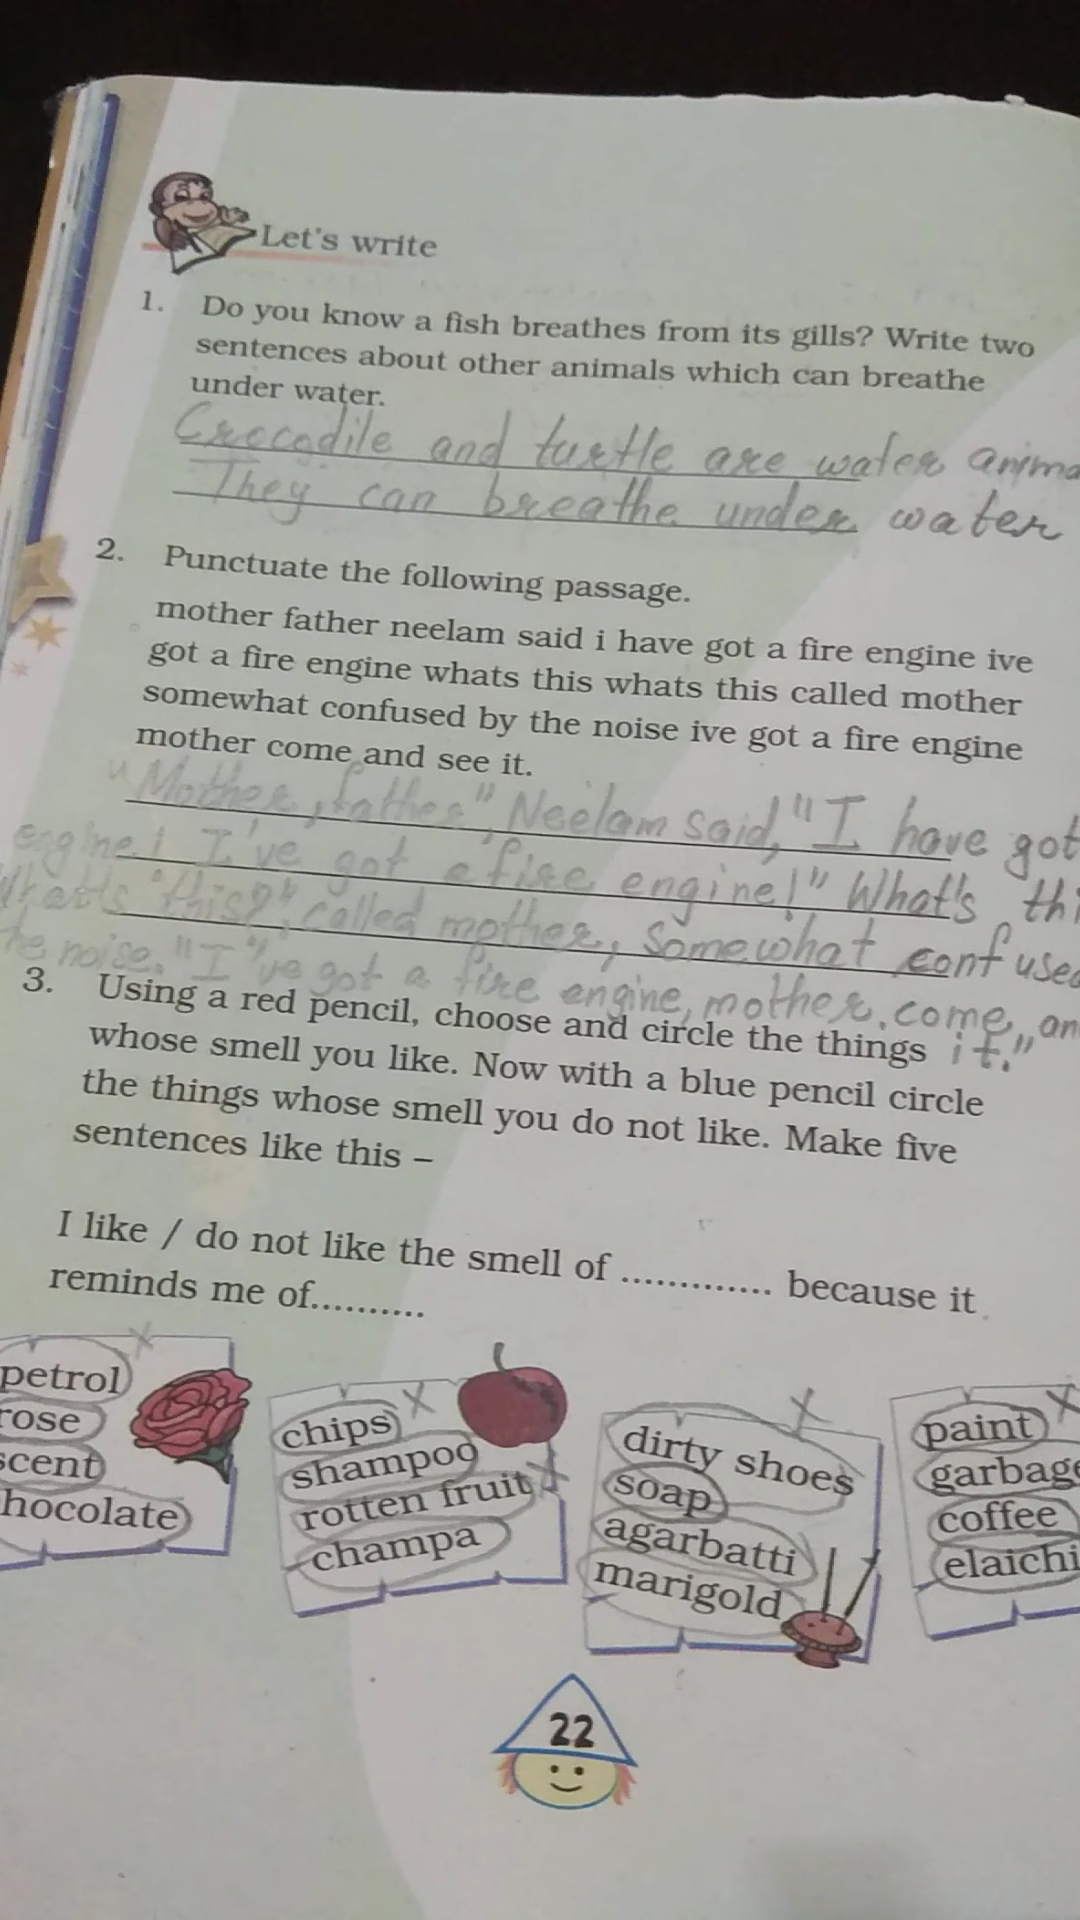 Let's write
1. Do you know a fish breathes from its gills? Write two
sentences about other animals which can breathe
under water.
Crocodile and turtle are water anima
They can breathe under water
2. Punctuate the following passage.
mother father neelam said i have got a fire engine ive
got a fire engine whats this whats this called mother
somewhat confused by the noise ive got a fire engine
mother come and see it.
"Mother, father", Neelam said, "I have got
engine! I've got a fire engine!" What's thi
What's this?", called mother, somewhat confused
the noise. "I've got a fire engine, mother, come, an
it."
3. Using a red pencil, choose and circle the things
whose smell you like. Now with a blue pencil circle
the things whose smell you do not like. Make five
sentences like this –
I like / do not like the smell of ............. because it
reminds me of..........
petrol
rose
scent
hocolate
chips
shampoo
rotten fruit
champa
dirty shoes
soap
agarbatti
marigold
paint
garbage
coffee
elaichi
22